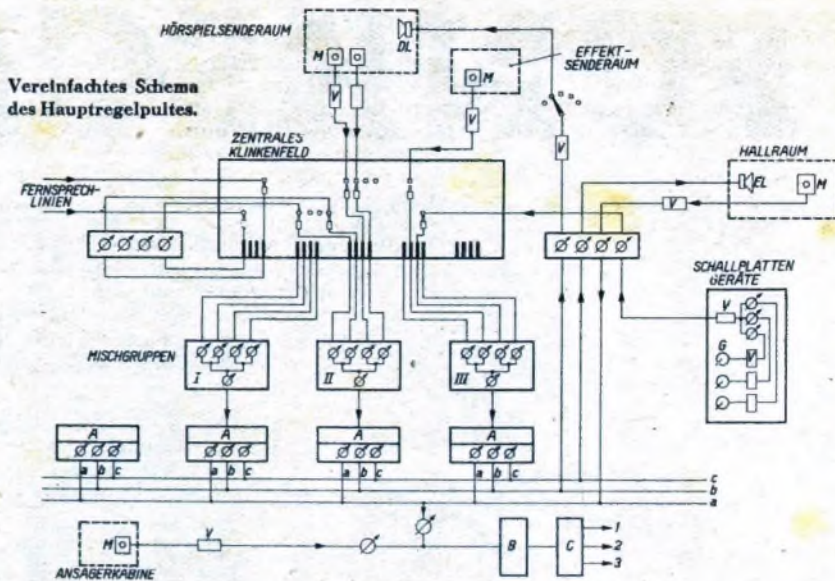 HÖRSPIELSENDERAUM
DL
M
V
EFFEKT-
SENDERAUM
M
V
V
Vereinfachtes Schema
des Hauptregelpultes.
ZENTRALES
KLINKENFELD
HALLRAUM
EL
M
V
FERNSPRECH-
LINIEN
SCHALLPLATTEN
GERÄTE
V
G
V
MISCHGRUPPEN
I
II
III
A
A
A
A
a b c
a b c
a b c
a b c
c
b
a
M
V
B
C
1
2
3
ANSAGERKABINE